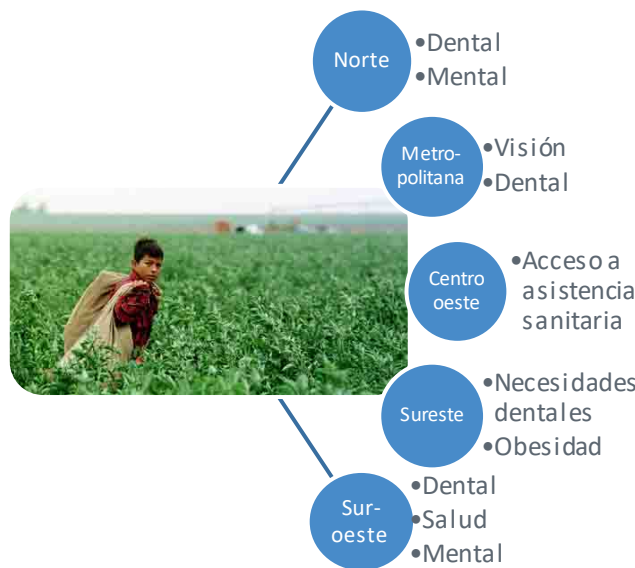 Norte
•Dental
•Mental
Metro-
politana
•Visión
•Dental
Centro
oeste
•Acceso a
asistencia
sanitaria
Sureste
•Necesidades
dentales
•Obesidad
Sur-
oeste
•Dental
•Salud
•Mental